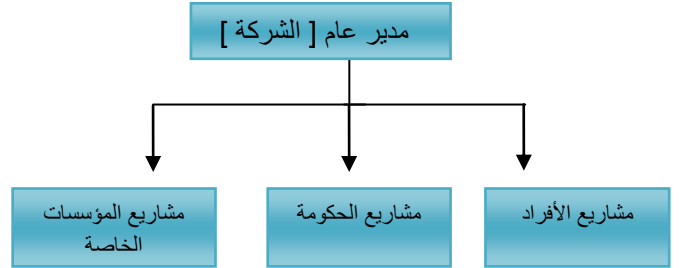 مدير عام [ الشركة ]
مشاريع الأفراد
مشاريع الحكومة
مشاريع المؤسسات
الخاصة